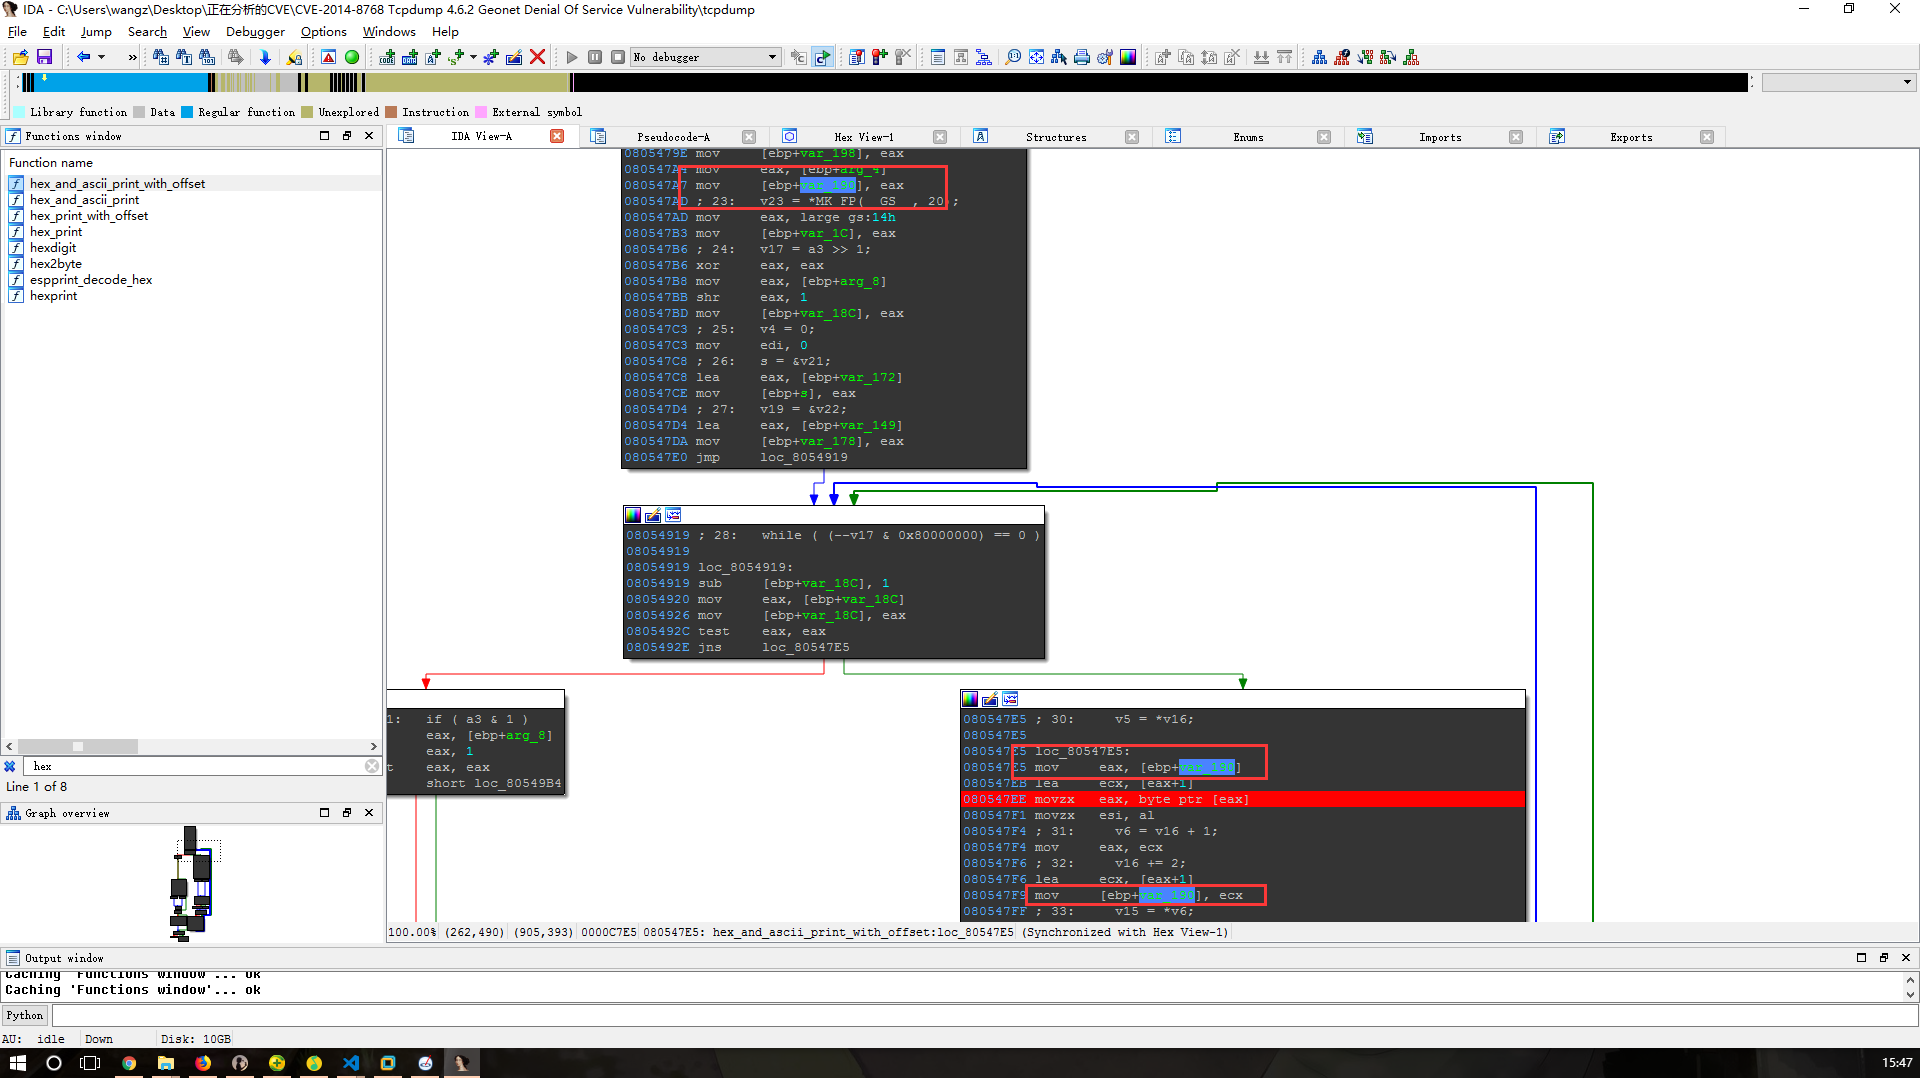 IDA - C:\Users\wangz\Desktop\正在分析的CVE\CVE-2014-8768 Tcpdump 4.6.2 Geonet Denial Of Service Vulnerability\tcpdump
File Edit Jump Search View Debugger Options Windows Help
No debugger
Library function Data Regular function Unexplored Instruction External symbol
Functions window
IDA View-A Pseudocode-A Hex View-1 Structures Enums Imports Exports
Function name
hex_and_ascii_print_with_offset
hex_and_ascii_print
hex_print_with_offset
hex_print
hexdigit
hex2byte
espprint_decode_hex
hexprint
hex
Line 1 of 8
Graph overview
0805479E mov [ebp+var_198], eax
080547A4 mov eax, [ebp+arg_4]
080547A7 mov [ebp+var_190], eax
080547AD ; 23: v23 = *MK_FP(__GS__, 20);
080547AD mov eax, large gs:14h
080547B3 mov [ebp+var_1C], eax
080547B6 ; 24: v17 = a3 >> 1;
080547B6 xor eax, eax
080547B8 mov eax, [ebp+arg_8]
080547BB shr eax, 1
080547BD mov [ebp+var_18C], eax
080547C3 ; 25: v4 = 0;
080547C3 mov edi, 0
080547C8 ; 26: s = &v21;
080547C8 lea eax, [ebp+var_172]
080547CE mov [ebp+s], eax
080547D4 ; 27: v19 = &v22;
080547D4 lea eax, [ebp+var_149]
080547DA mov [ebp+var_178], eax
080547E0 jmp loc_8054919
08054919 ; 28: while ( (--v17 & 0x80000000) == 0 )
08054919
08054919 loc_8054919:
08054919 sub [ebp+var_18C], 1
08054920 mov eax, [ebp+var_18C]
08054926 mov [ebp+var_18C], eax
0805492C test eax, eax
0805492E jns loc_80547E5
1: if ( a3 & 1 )
eax, [ebp+arg_8]
eax, 1
t eax, eax
short loc_80549B4
080547E5 ; 30: v5 = *v16;
080547E5
080547E5 loc_80547E5:
080547E5 mov eax, [ebp+var_190]
080547EB lea ecx, [eax+1]
080547EE movzx eax, byte ptr [eax]
080547F1 movzx esi, al
080547F4 ; 31: v6 = v16 + 1;
080547F4 mov eax, ecx
080547F6 ; 32: v16 += 2;
080547F6 lea ecx, [eax+1]
080547F9 mov [ebp+var_190], ecx
080547FF ; 33: v15 = *v6;
100.00% (262,490) (905,393) 0000C7E5 080547E5: hex_and_ascii_print_with_offset:loc_80547E5 (Synchronized with Hex View-1)
Output window
Caching 'Functions window'... ok
Caching 'Functions window'... ok
Python
AU: idle Down Disk: 10GB
15:47